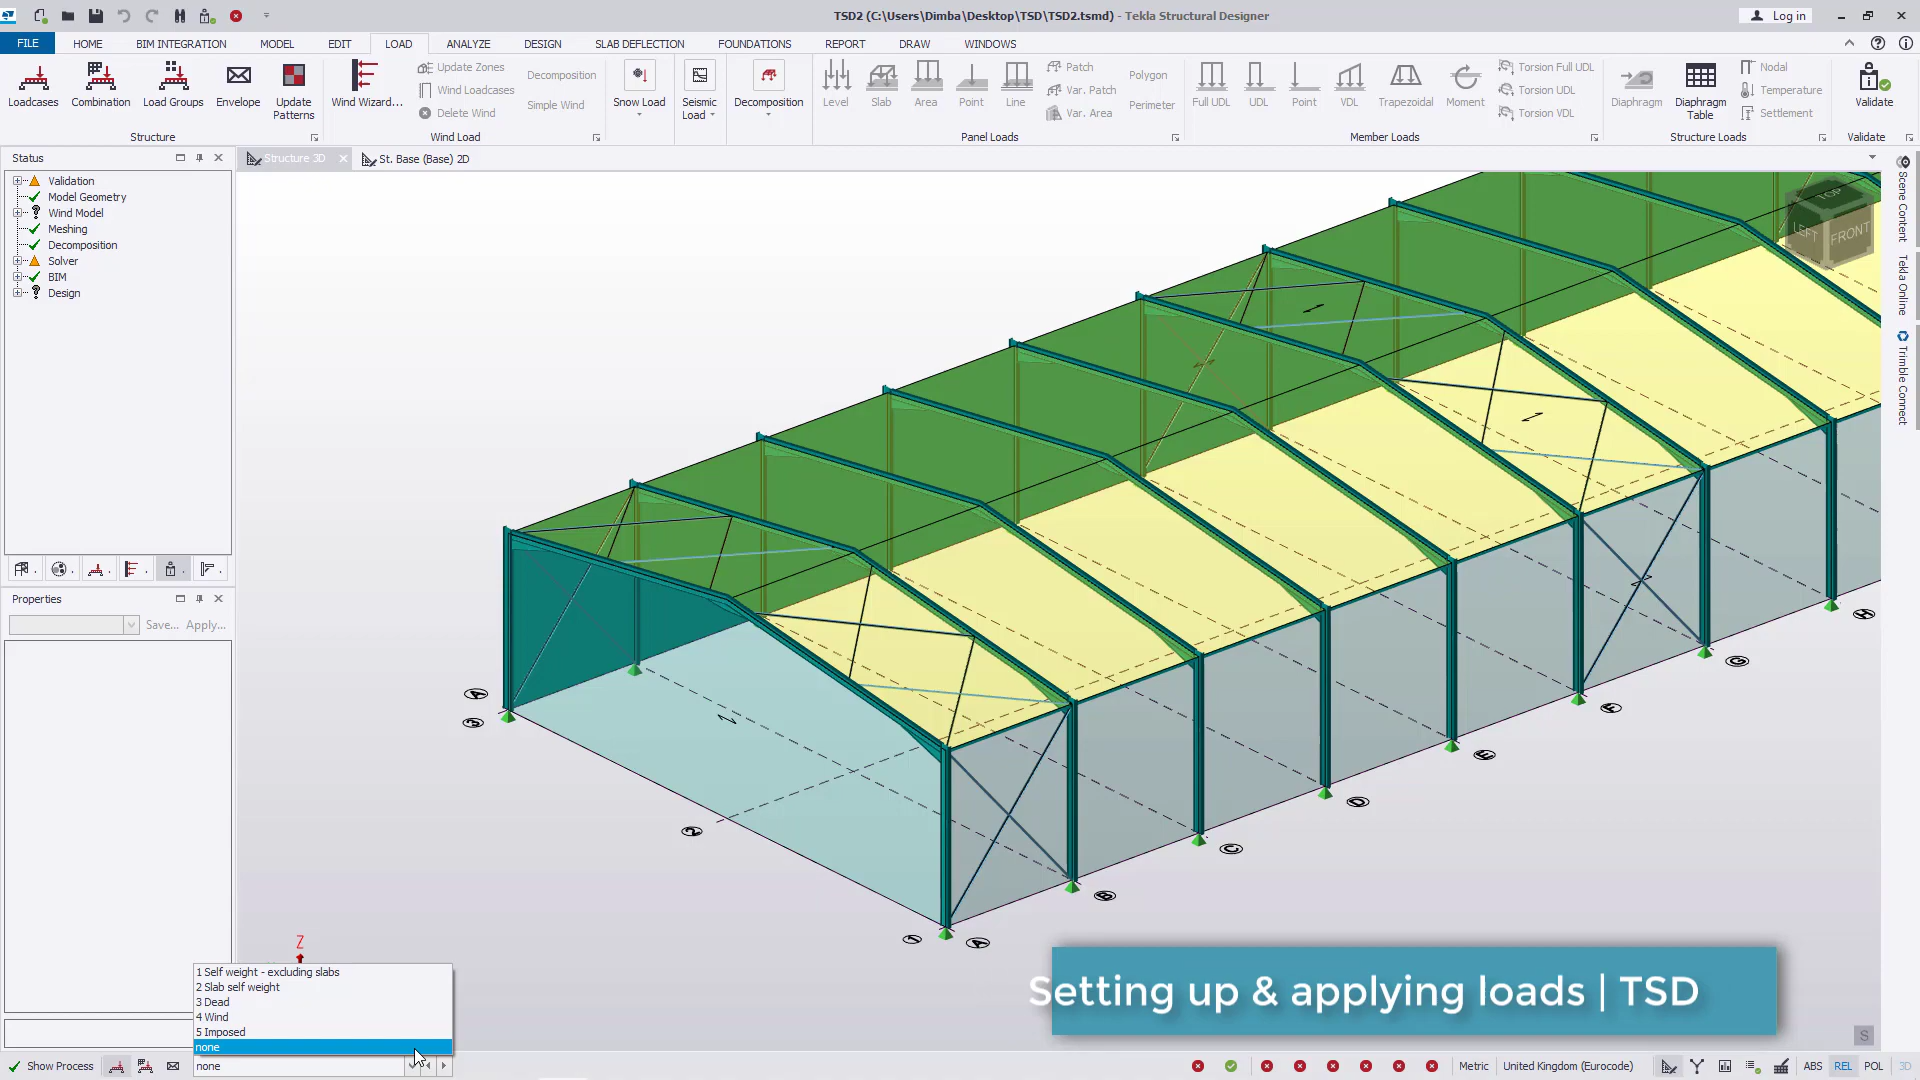 TSD2 (C:\Users\Dimba\Desktop\TSD\TSD2.tsmd) - Tekla Structural Designer
Log in
FILE HOME BIM INTEGRATION MODEL EDIT LOAD ANALYZE DESIGN SLAB DEFLECTION FOUNDATIONS REPORT DRAW WINDOWS
Loadcases Combination Load Groups Envelope Update Patterns
Structure
Wind Wizard... Update Zones Wind Loadcases Delete Wind Decomposition Simple Wind
Wind Load
Snow Load
Seismic Load
Decomposition
Level Slab Area Point Line Patch Var. Patch Var. Area Polygon Perimeter
Panel Loads
Full UDL UDL Point VDL Trapezoidal Moment Torsion Full UDL Torsion UDL Torsion VDL
Member Loads
Diaphragm Diaphragm Table Nodal Temperature Settlement
Structure Loads
Validate
Validate
Status
Structure 3D
St. Base (Base) 2D
Validation
Model Geometry
Wind Model
Meshing
Decomposition
Solver
BIM
Design
Properties
Save... Apply...
TOP
LEFT
FRONT
Scene Content
Tekla Online
Trimble Connect
A
3
2
1
A
B
C
D
E
F
G
H
Z
1 Self weight - excluding slabs
2 Slab self weight
3 Dead
4 Wind
5 Imposed
none
Setting up & applying loads | TSD
S
Show Process
none
Metric
United Kingdom (Eurocode)
ABS REL POL 3D